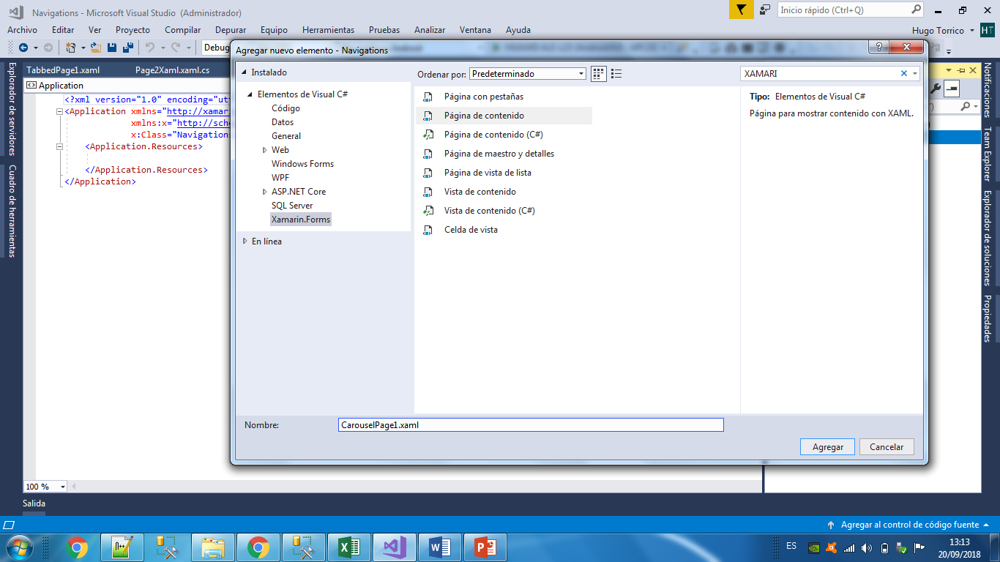 Navigations - Microsoft Visual Studio (Administrador)
Inicio rápido (Ctrl+Q)
Archivo Editar Ver Proyecto Compilar Depurar Equipo Herramientas Pruebas Analizar Ventana Ayuda
Hugo Torrico HT
Debug
Agregar nuevo elemento - Navigations
TabbedPage1.xaml Page2Xaml.xaml.cs
Application
<?xml version="1.0" encoding="ut
<Application xmlns="http://xamar
xmlns:x="http://sche
x:Class="Navigation
<Application.Resources>
</Application.Resources>
</Application>
Explorador de servidores
Cuadro de herramientas
Instalado
Elementos de Visual C#
Código
Datos
General
Web
Windows Forms
WPF
ASP.NET Core
SQL Server
Xamarin.Forms
En línea
Ordenar por: Predeterminado
XAMARI
Página con pestañas
Página de contenido
Página de contenido (C#)
Página de maestro y detalles
Página de vista de lista
Vista de contenido
Vista de contenido (C#)
Celda de vista
Tipo: Elementos de Visual C#
Página para mostrar contenido con XAML.
Nombre: CarouselPage1.xaml
Agregar Cancelar
Notificaciones
Team Explorer
Explorador de soluciones
Propiedades
100 %
Salida
Agregar al control de código fuente
ES
13:13
20/09/2018